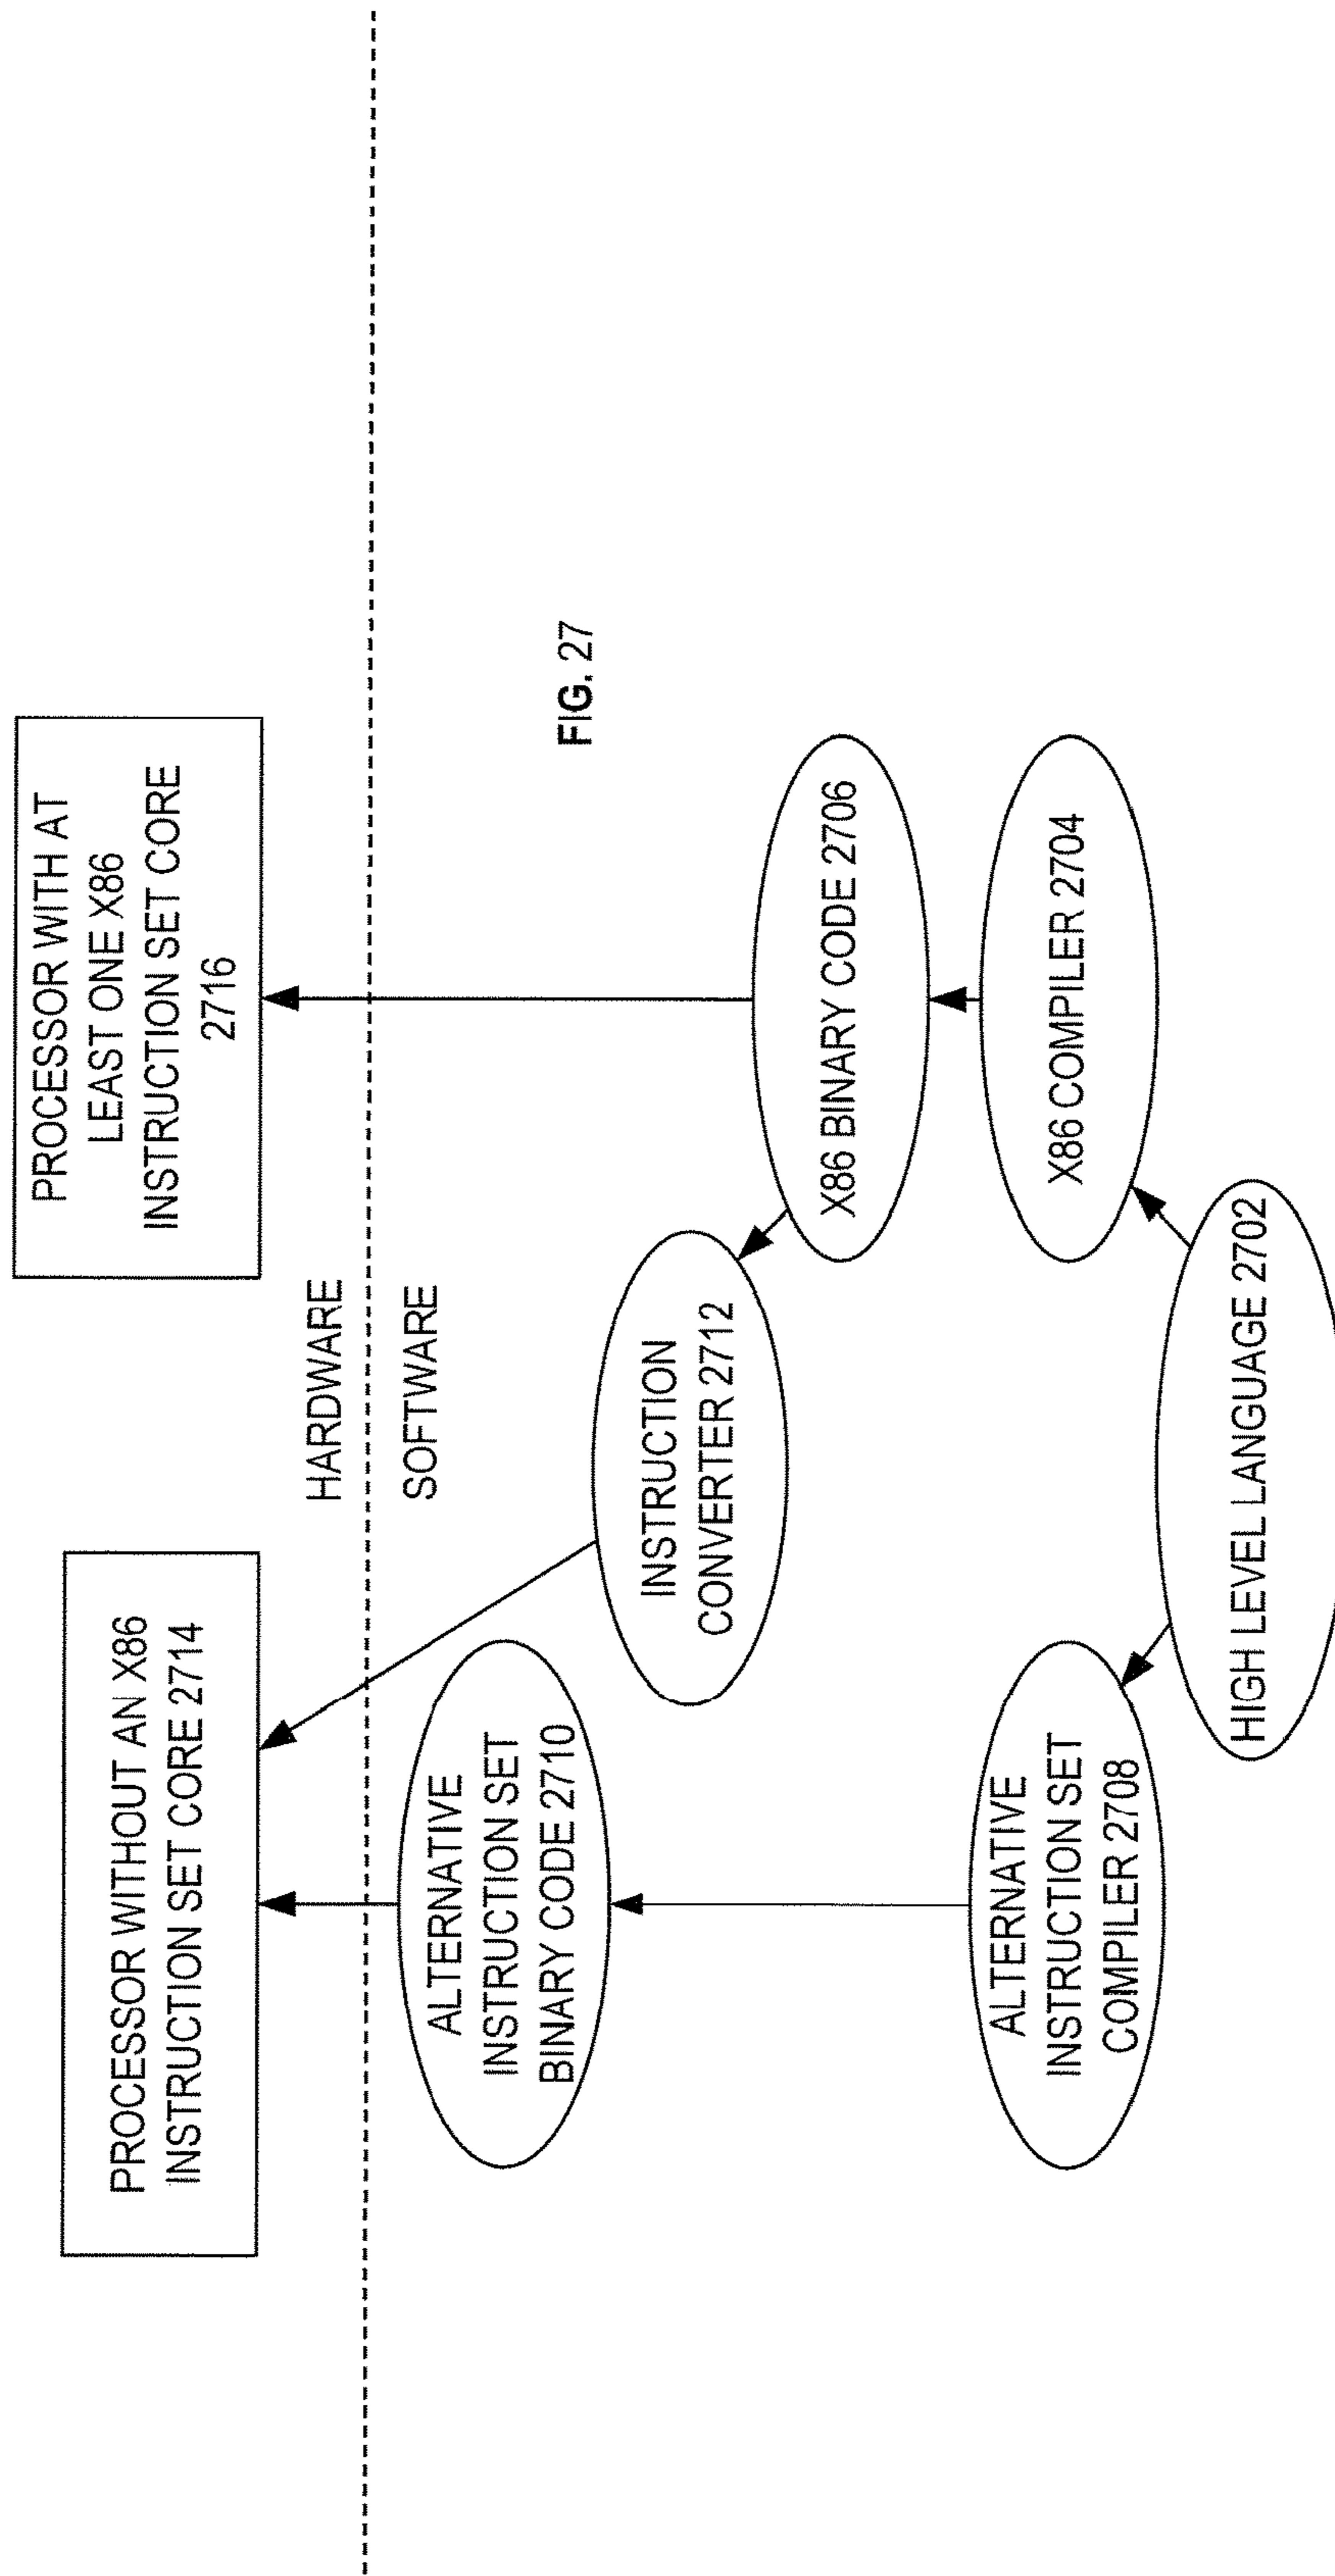 PROCESSOR WITHOUT AN X86
INSTRUCTION SET CORE 2714
PROCESSOR WITH AT
LEAST ONE X86
INSTRUCTION SET CORE
2716
HARDWARE
SOFTWARE
ALTERNATIVE
INSTRUCTION SET
BINARY CODE 2710
INSTRUCTION
CONVERTER 2712
FIG. 27
X86 BINARY CODE 2706
ALTERNATIVE
INSTRUCTION SET
COMPILER 2708
X86 COMPILER 2704
HIGH LEVEL LANGUAGE 2702